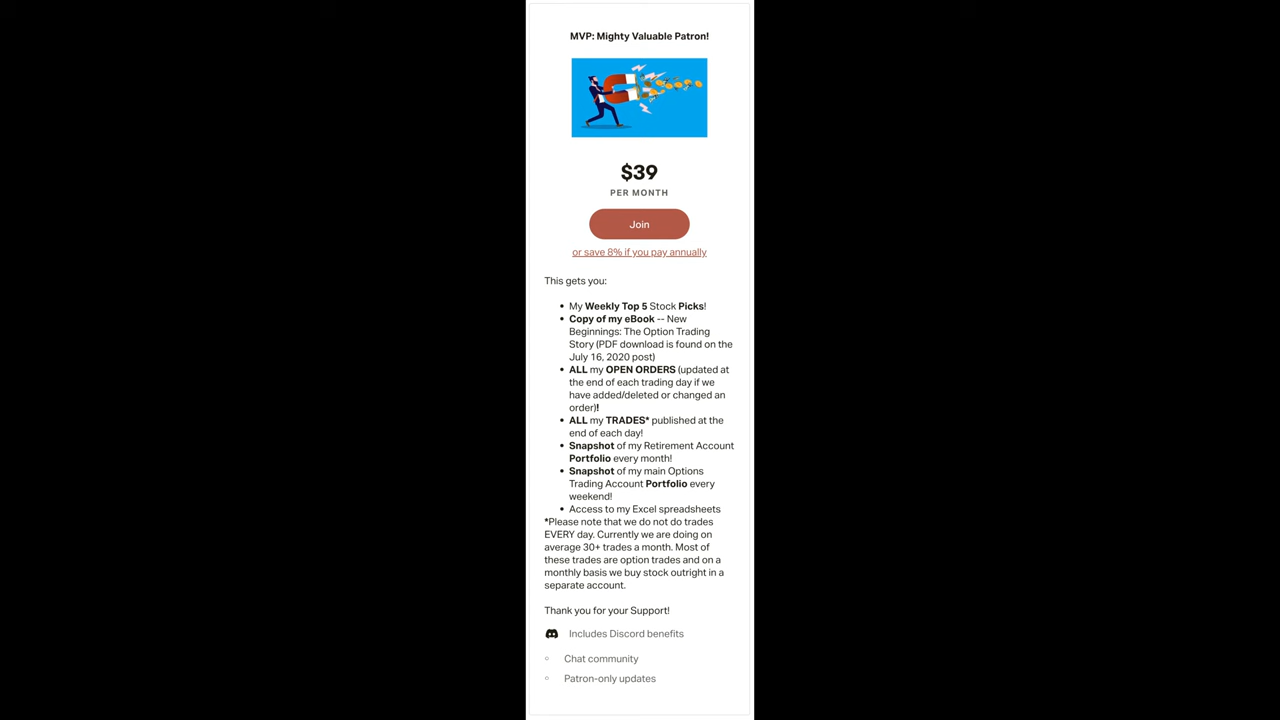 MVP: Mighty Valuable Patron!
$39
PER MONTH
Join
or save 8% if you pay annually
This gets you:
• My Weekly Top 5 Stock Picks!
• Copy of my eBook -- New
Beginnings: The Option Trading
Story (PDF download is found on the
July 16, 2020 post)
• ALL my OPEN ORDERS (updated at
the end of each trading day if we
have added/deleted or changed an
order)!
• ALL my TRADES* published at the
end of each day!
• Snapshot of my Retirement Account
Portfolio every month!
• Snapshot of my main Options
Trading Account Portfolio every
weekend!
• Access to my Excel spreadsheets
*Please note that we do not do trades
EVERY day. Currently we are doing on
average 30+ trades a month. Most of
these trades are option trades and on a
monthly basis we buy stock outright in a
separate account.
Thank you for your Support!
Includes Discord benefits
Chat community
Patron-only updates